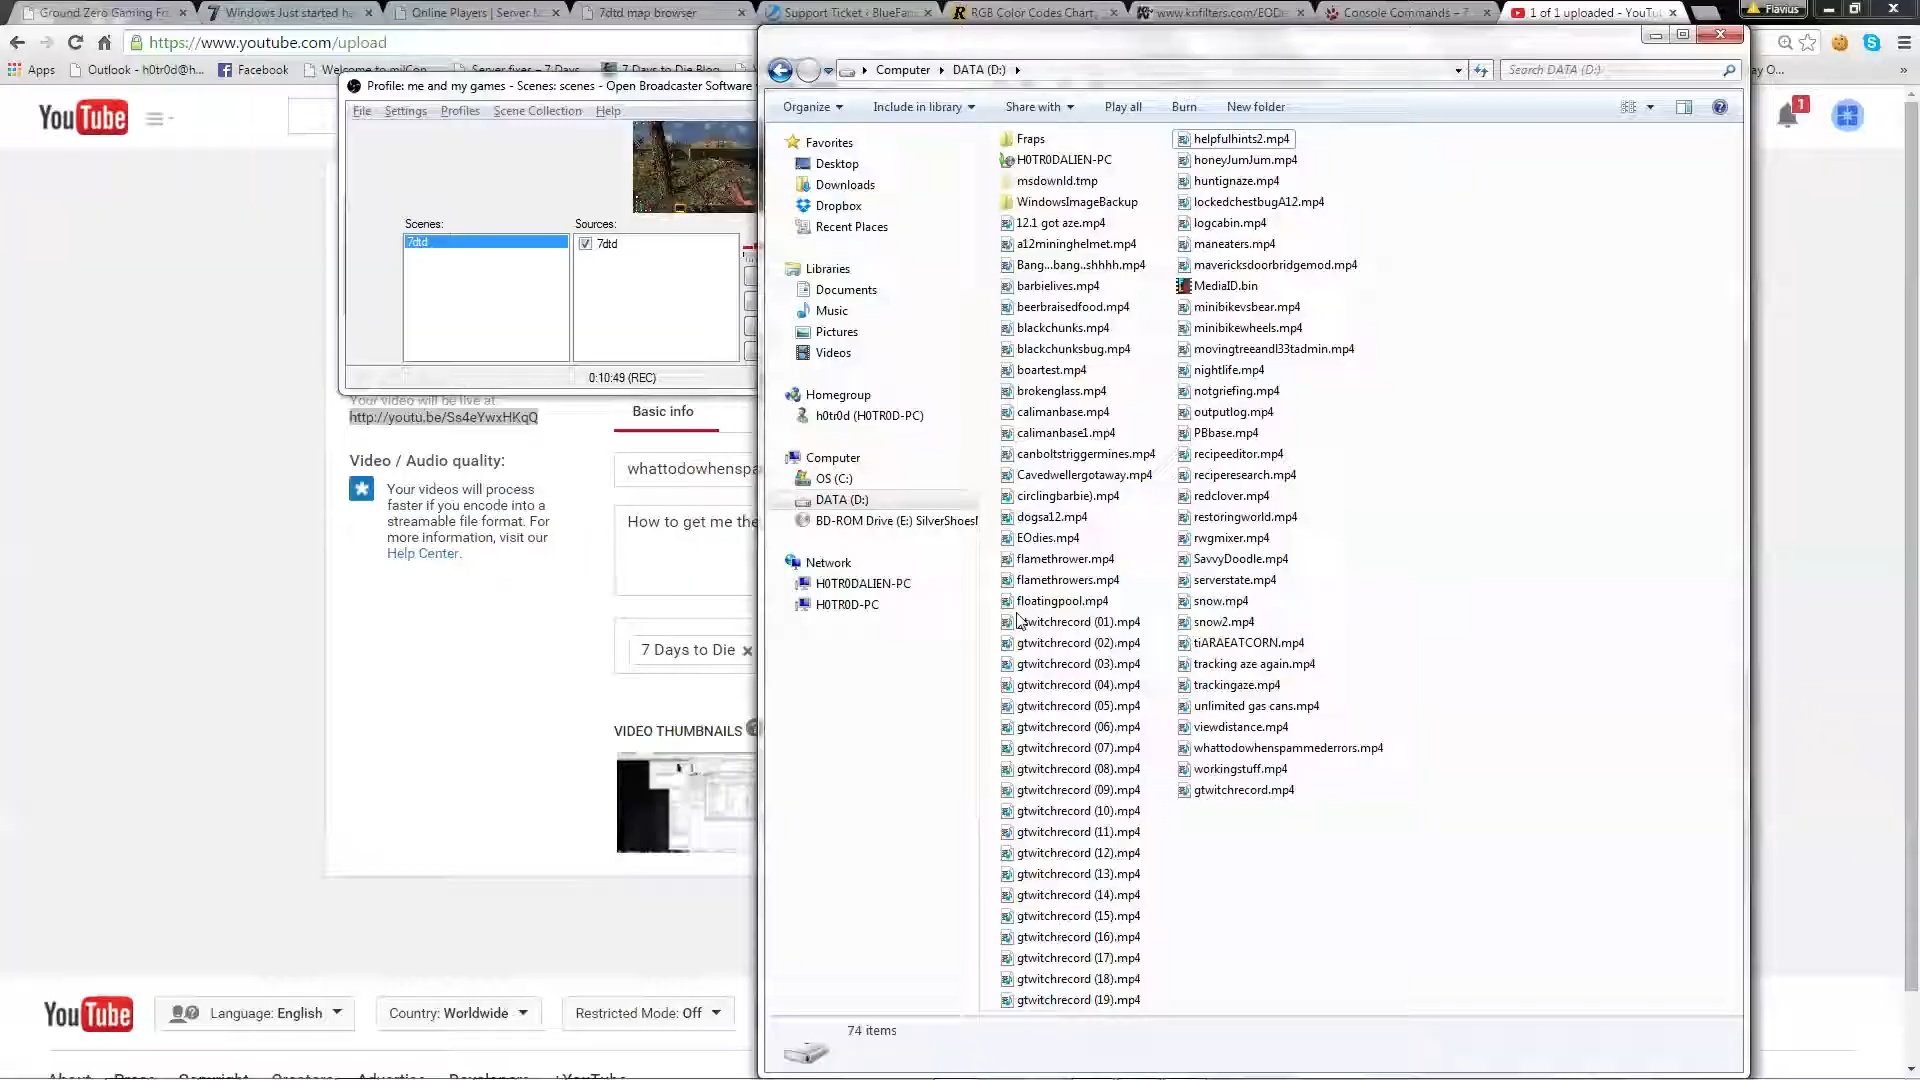 Ground Zero Gaming Fo
Windows Just started h
Online Players | Server M
7dtd map browser
Support Ticket ‹ BlueFan
RGB Color Codes Chart
www.knfilters.com/EODi
Console Commands – 7
1 of 1 uploaded - YouTu
Flavius
https://www.youtube.com/upload
Apps
Outlook - h0tr0d@h...
Facebook
Welcome to milCon
Server fixes – 7 Days
7 Days to Die Blog
ay O...
YouTube
1
Profile: me and my games - Scenes: scenes - Open Broadcaster Software
File
Settings
Profiles
Scene Collection
Help
Scenes:
Sources:
7dtd
7dtd
0:10:49 (REC)
Your video will be live at:
http://youtu.be/Ss4eYwxHKqQ
Video / Audio quality:
Your videos will process
faster if you encode into a
streamable file format. For
more information, visit our
Help Center.
Basic info
whattodowhenspa
How to get me the
7 Days to Die
VIDEO THUMBNAILS
Computer
DATA (D:)
Search DATA (D:)
Organize
Include in library
Share with
Play all
Burn
New folder
Favorites
Desktop
Downloads
Dropbox
Recent Places
Libraries
Documents
Music
Pictures
Videos
Homegroup
h0tr0d (H0TR0D-PC)
Computer
OS (C:)
DATA (D:)
BD-ROM Drive (E:) SilverShoes
Network
H0TR0DALIEN-PC
H0TR0D-PC
Fraps
H0TR0DALIEN-PC
msdownld.tmp
WindowsImageBackup
12.1 got aze.mp4
a12mininghelmet.mp4
Bang...bang..shhhh.mp4
barbielives.mp4
beerbraisedfood.mp4
blackchunks.mp4
blackchunksbug.mp4
boartest.mp4
brokenglass.mp4
calimanbase.mp4
calimanbase1.mp4
canboltstriggermines.mp4
Cavedwellergotaway.mp4
circlingbarbie).mp4
dogsa12.mp4
EOdies.mp4
flamethrower.mp4
flamethrowers.mp4
floatingpool.mp4
gtwitchrecord (01).mp4
gtwitchrecord (02).mp4
gtwitchrecord (03).mp4
gtwitchrecord (04).mp4
gtwitchrecord (05).mp4
gtwitchrecord (06).mp4
gtwitchrecord (07).mp4
gtwitchrecord (08).mp4
gtwitchrecord (09).mp4
gtwitchrecord (10).mp4
gtwitchrecord (11).mp4
gtwitchrecord (12).mp4
gtwitchrecord (13).mp4
gtwitchrecord (14).mp4
gtwitchrecord (15).mp4
gtwitchrecord (16).mp4
gtwitchrecord (17).mp4
gtwitchrecord (18).mp4
gtwitchrecord (19).mp4
helpfulhints2.mp4
honeyJumJum.mp4
huntignaze.mp4
lockedchestbugA12.mp4
logcabin.mp4
maneaters.mp4
mavericksdoorbridgemod.mp4
MediaID.bin
minibikevsbear.mp4
minibikewheels.mp4
movingtreeandl33tadmin.mp4
nightlife.mp4
notgriefing.mp4
outputlog.mp4
PBbase.mp4
recipeeditor.mp4
reciperesearch.mp4
redclover.mp4
restoringworld.mp4
rwgmixer.mp4
SavvyDoodle.mp4
serverstate.mp4
snow.mp4
snow2.mp4
tiARAEATCORN.mp4
tracking aze again.mp4
trackingaze.mp4
unlimited gas cans.mp4
viewdistance.mp4
whattodowhenspammederrors.mp4
workingstuff.mp4
gtwitchrecord.mp4
74 items
YouTube
Language: English
Country: Worldwide
Restricted Mode: Off
About
Press
Copyright
Creators
Advertise
Developers
+YouTube